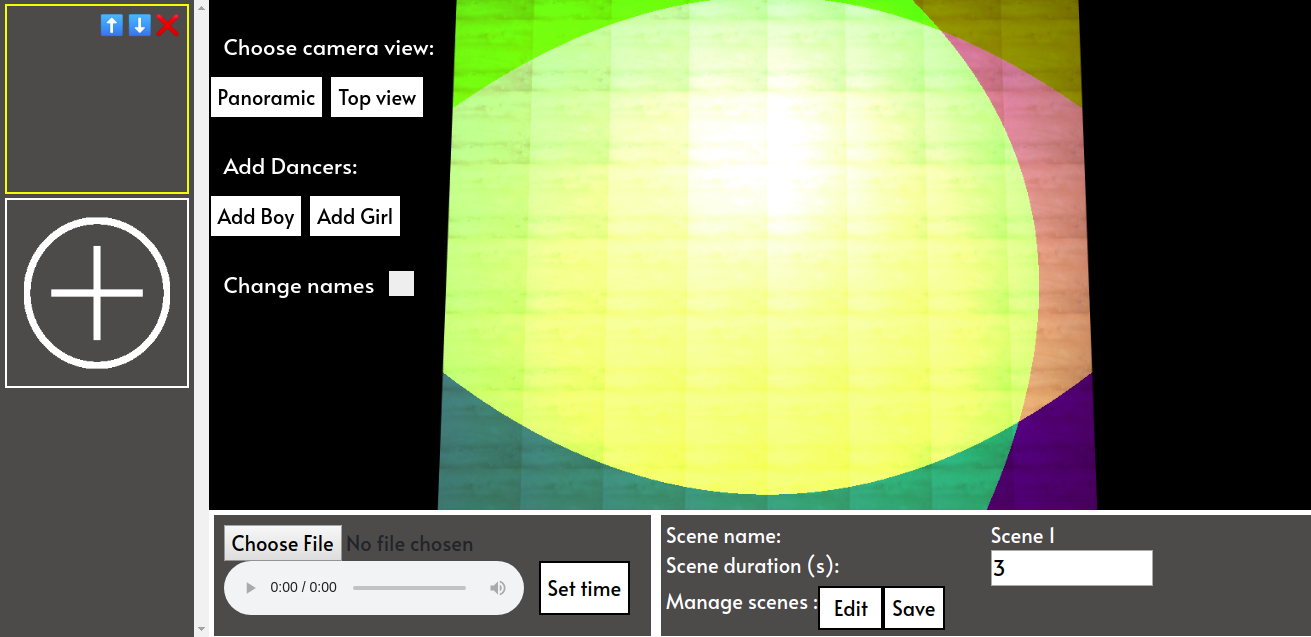 Choose camera view:
Panoramic Top view
Add Dancers:
Add Boy Add Girl
Change names
Choose File No file chosen
0:00 / 0:00
Set time
Scene name: Scene 1
Scene duration (s): 3
Manage scenes : Edit Save